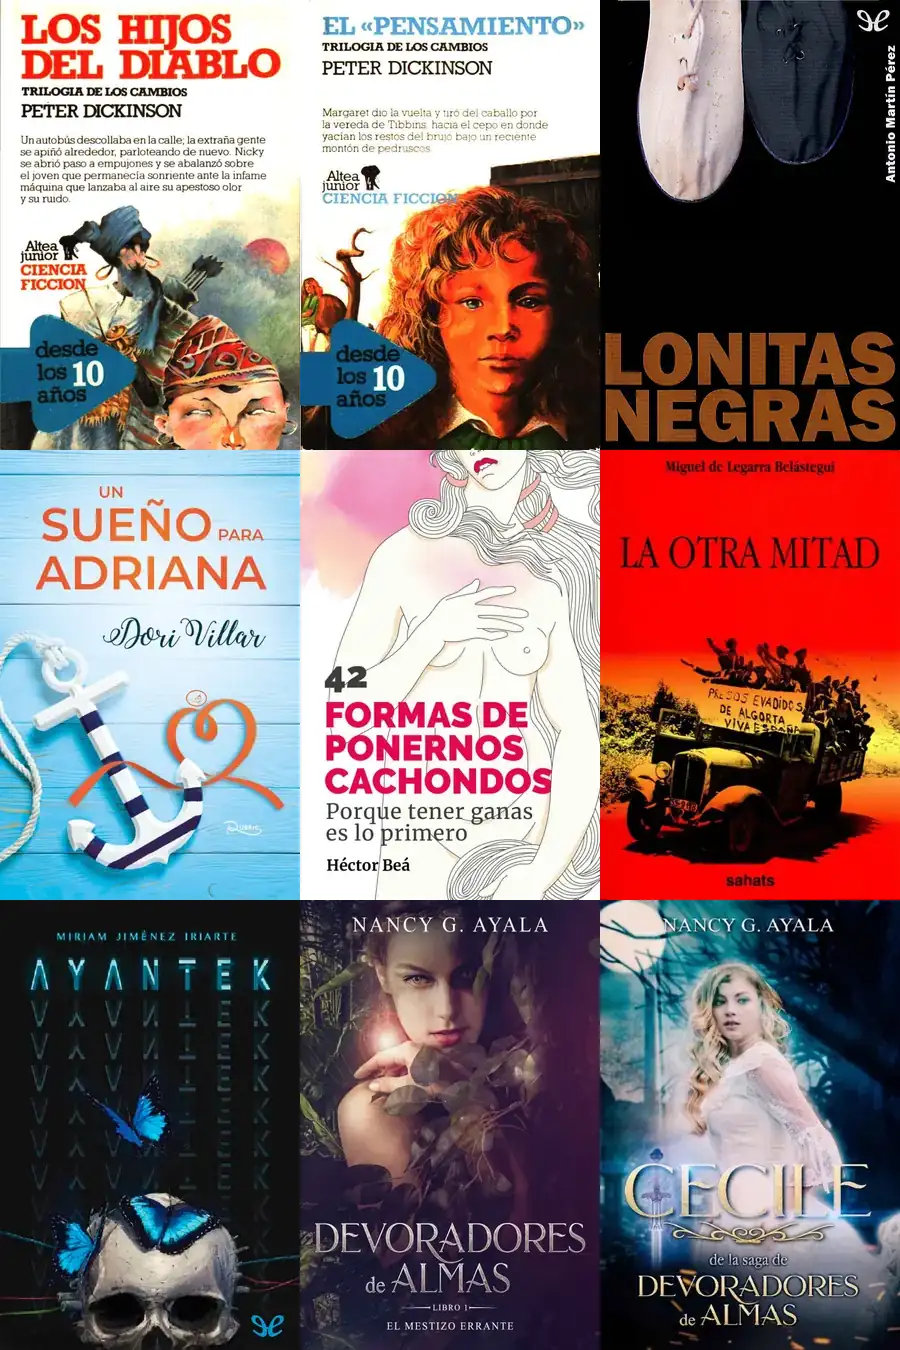 LOS HIJOS
DEL DIABLO
TRILOGIA DE LOS CAMBIOS
PETER DICKINSON
Un autobús descollaba en la calle; la extraña gente
se apiñó alrededor, parloteando de nuevo. Nicky
se abrió paso a empujones y se abalanzó sobre
el joven que permanecía sonriente ante la infame
máquina que lanzaba al aire su apestoso olor
y su ruido.
Altea
junior
CIENCIA
FICCION
desde
los 10
años
EL «PENSAMIENTO»
TRILOGIA DE LOS CAMBIOS
PETER DICKINSON
Margaret dio la vuelta y tiró del caballo por
la vereda de Tibbins, hacia el cepo en donde
yacían los restos del brujo bajo un reciente
montón de pedruscos.
Altea
junior
CIENCIA FICCION
desde
los 10
años
Antonio Martín Pérez
LONITAS
NEGRAS
UN
SUEÑO PARA
ADRIANA
Dori Villar
42
FORMAS DE
PONERNOS
CACHONDOS
Porque tener ganas
es lo primero
Héctor Beá
Miguel de Legarra Belástegui
LA OTRA MITAD
PRESOS EVADIDOS
DE ALGORTA
VIVA ESPAÑA
sahats
MIRIAM JIMÉNEZ IRIARTE
AYANTEK
NANCY G. AYALA
DEVORADORES
de ALMAS
LIBRO 1
EL MESTIZO ERRANTE
NANCY G. AYALA
CECILE
de la saga de
DEVORADORES
de ALMAS